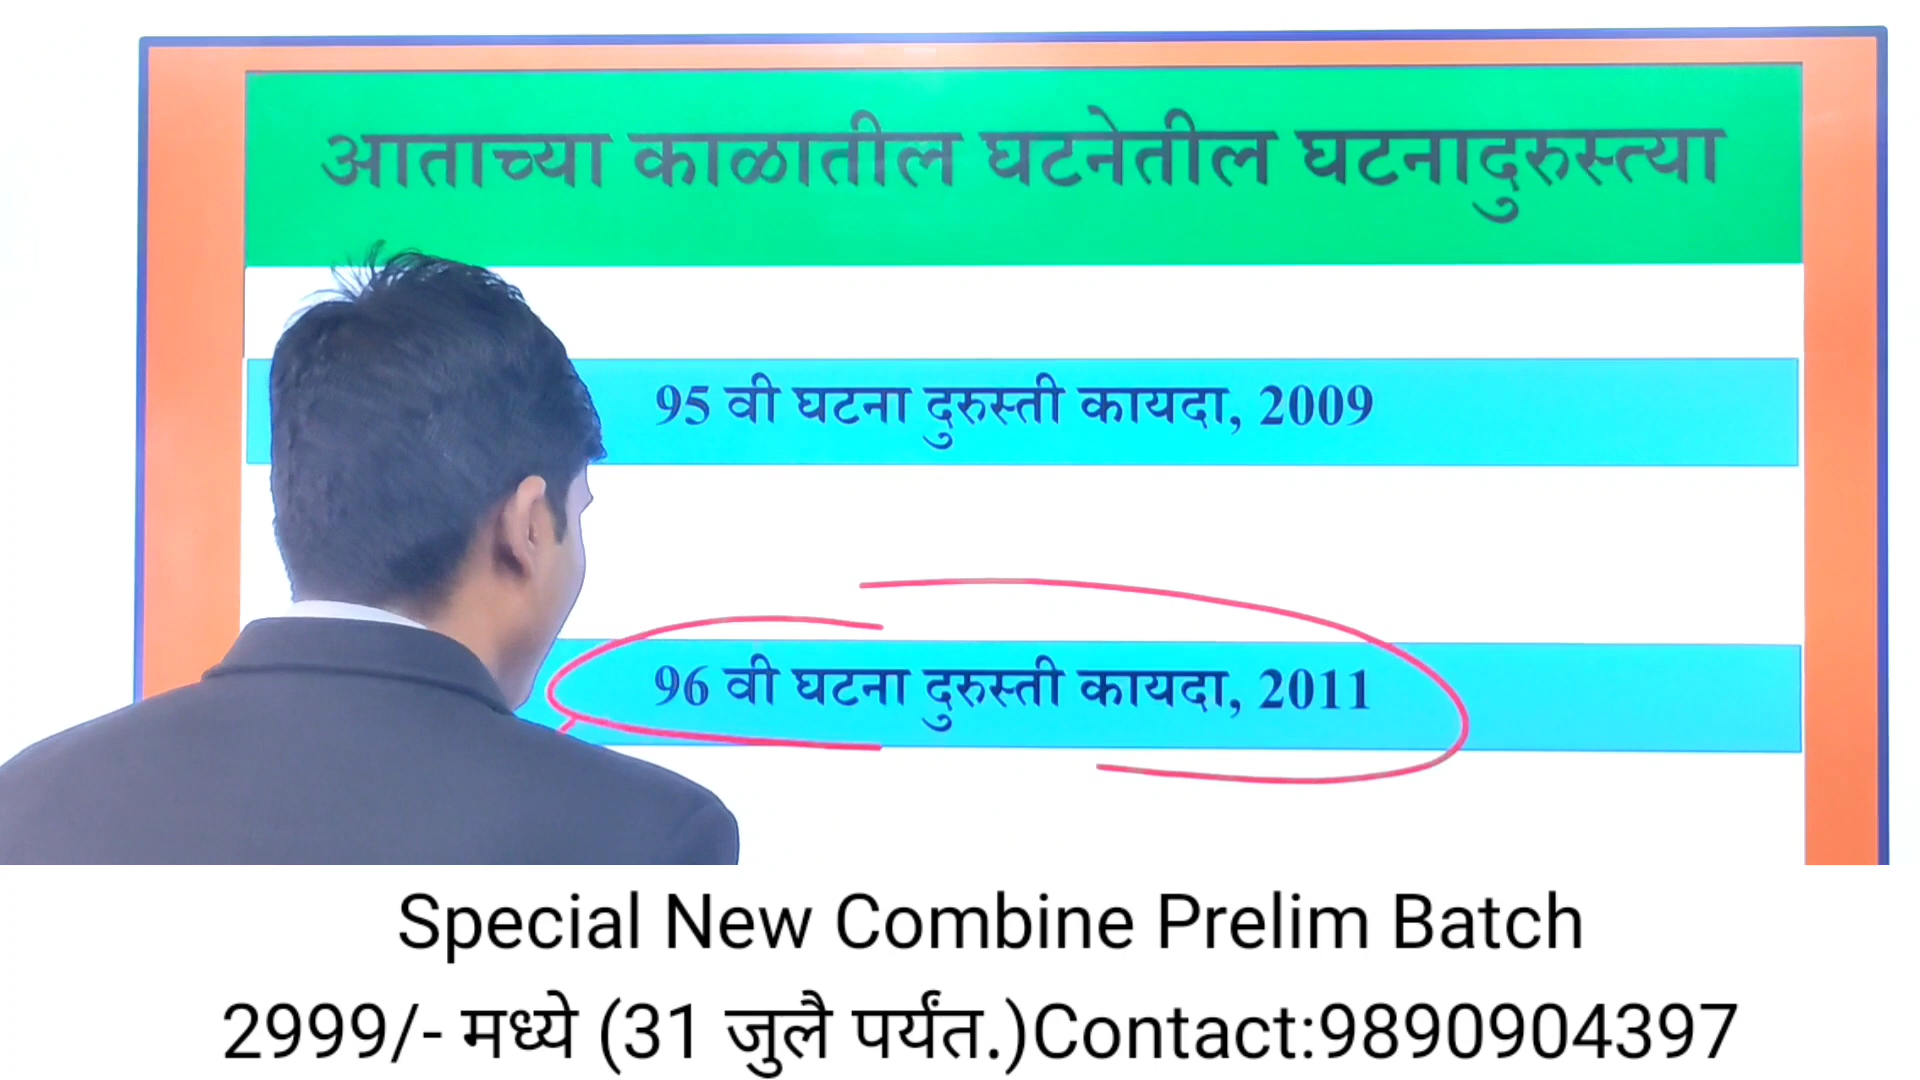 आताच्या काळातील घटनेतील घटनादुरुस्त्या
95 वी घटना दुरुस्ती कायदा, 2009
96 वी घटना दुरुस्ती कायदा, 2011
Special New Combine Prelim Batch
2999/- मध्ये (31 जुलै पर्यंत.)Contact:9890904397